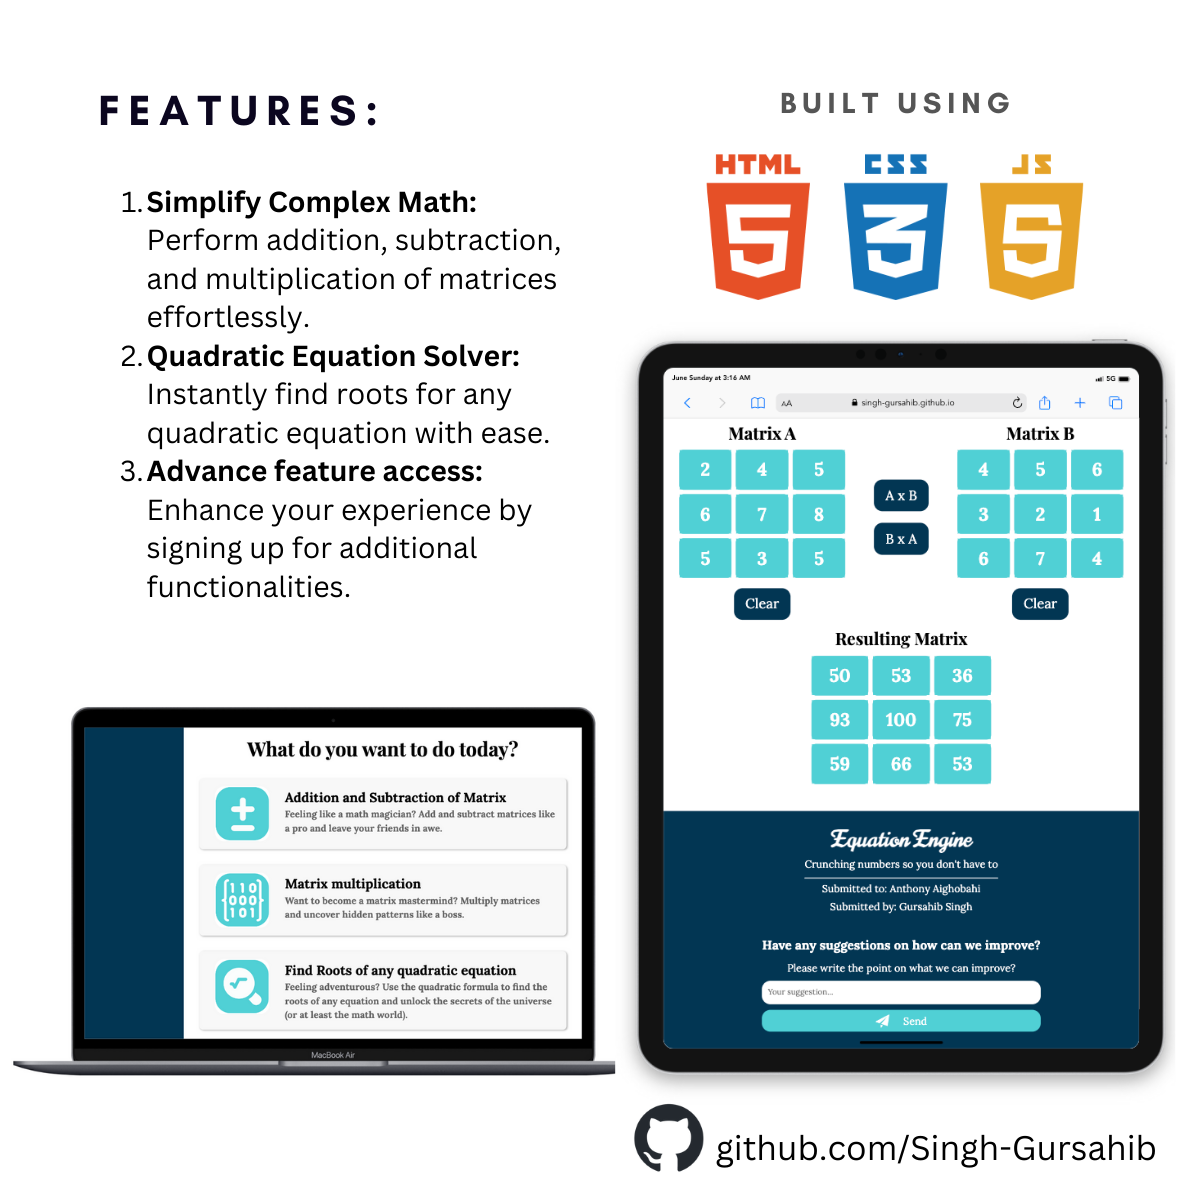 FEATURES:
1. Simplify Complex Math:
Perform addition, subtraction,
and multiplication of matrices
effortlessly.
2. Quadratic Equation Solver:
Instantly find roots for any
quadratic equation with ease.
3. Advance feature access:
Enhance your experience by
signing up for additional
functionalities.
BUILT USING
HTML CSS JS
5 3 5
June Sunday at 3:16 AM
5G
AA
singh-gursahib.github.io
Matrix A
2 4 5
6 7 8
5 3 5
Clear
A x B
B x A
Matrix B
4 5 6
3 2 1
6 7 4
Clear
Resulting Matrix
50 53 36
93 100 75
59 66 53
Equation Engine
Crunching numbers so you don't have to
Submitted to: Anthony Aighobahi
Submitted by: Gursahib Singh
Have any suggestions on how can we improve?
Please write the point on what we can improve?
Your suggestion...
Send
What do you want to do today?
Addition and Subtraction of Matrix
Feeling like a math magician? Add and subtract matrices like
a pro and leave your friends in awe.
110
000
101
Matrix multiplication
Want to become a matrix mastermind? Multiply matrices
and uncover hidden patterns like a boss.
Find Roots of any quadratic equation
Feeling adventurous? Use the quadratic formula to find the
roots of any equation and unlock the secrets of the universe
(or at least the math world).
MacBook Air
github.com/Singh-Gursahib